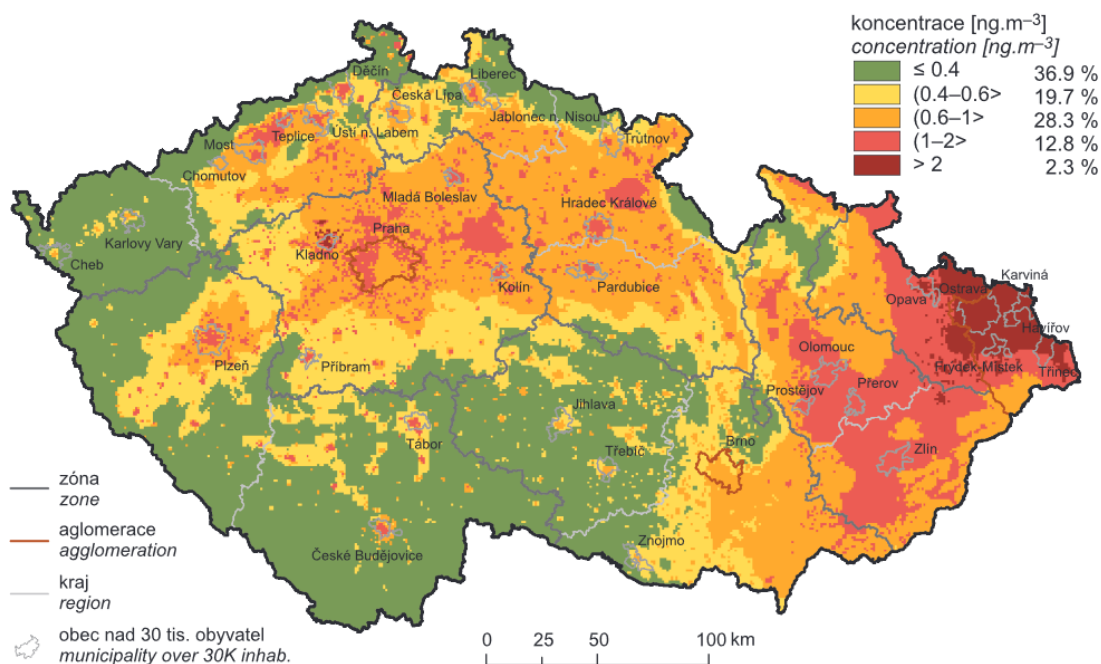 koncentrace [ng.m⁻³]
concentration [ng.m⁻³]
≤ 0.4 36.9 %
(0.4–0.6> 19.7 %
(0.6–1> 28.3 %
(1–2> 12.8 %
> 2 2.3 %
Děčín
Liberec
Česká Lípa
Jablonec n. Nisou
Teplice
Ústí n. Labem
Trutnov
Most
Chomutov
Mladá Boleslav
Hradec Králové
Karlovy Vary
Praha
Kladno
Cheb
Kolín
Pardubice
Karviná
Opava
Ostrava
Havířov
Plzeň
Příbram
Olomouc
Frýdek-Místek
Třinec
Prostějov
Přerov
Jihlava
Tábor
Brno
Třebíč
Zlín
České Budějovice
Znojmo
zóna
zone
aglomerace
agglomeration
kraj
region
obec nad 30 tis. obyvatel
municipality over 30K inhab.
0 25 50 100 km